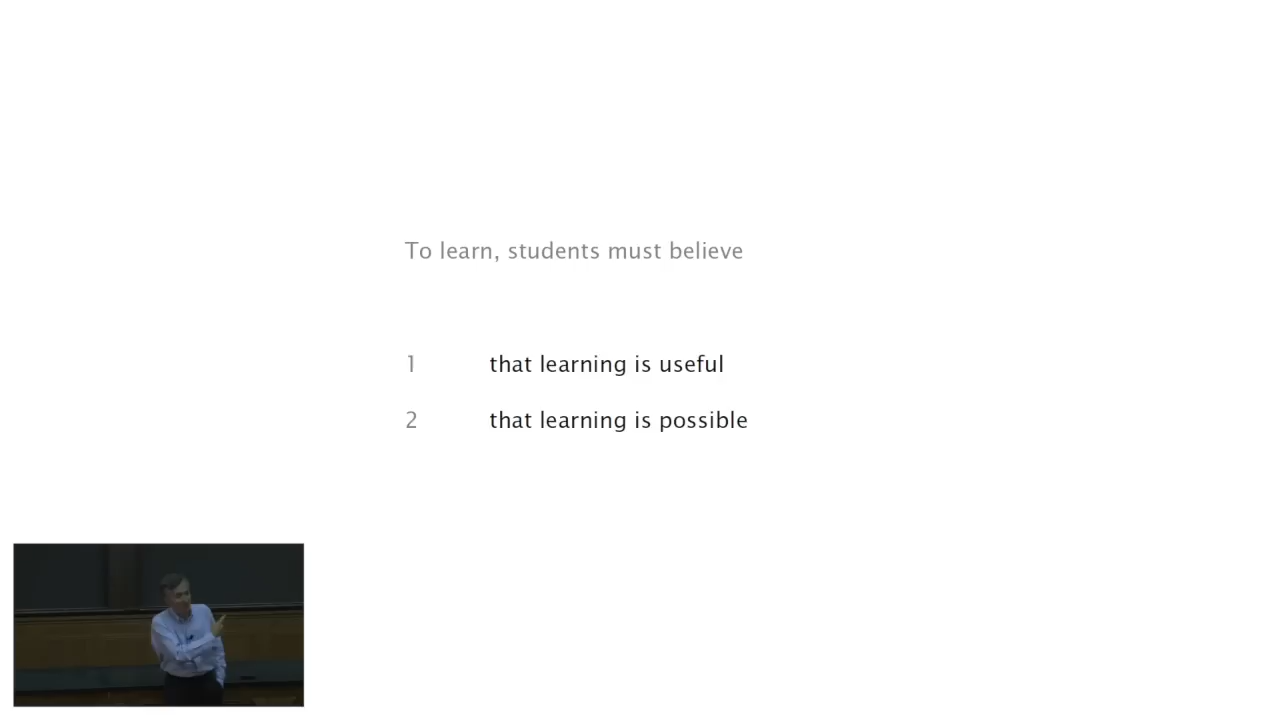 To learn, students must believe
1 that learning is useful
2 that learning is possible